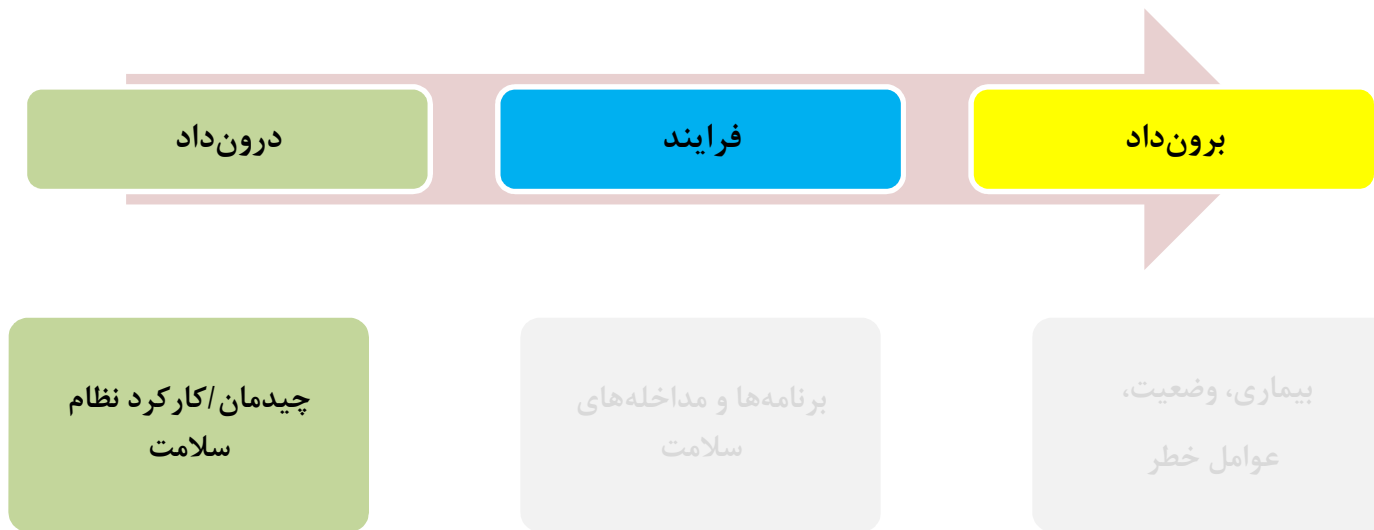 درون‌داد
فرایند
برون‌داد
چیدمان/کارکرد نظام
سلامت
برنامه‌ها و مداخله‌های
سلامت
بیماری، وضعیت،
عوامل خطر